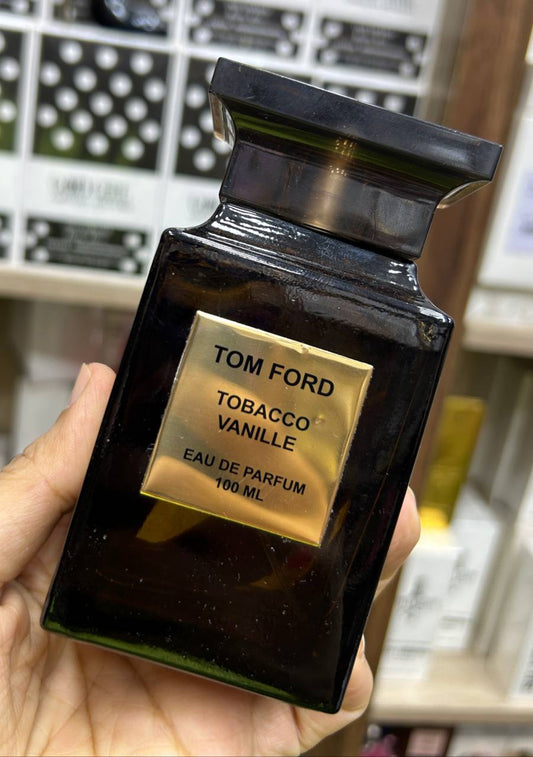 TOM FORD
TOBACCO
VANILLE
EAU DE PARFUM
100 ML